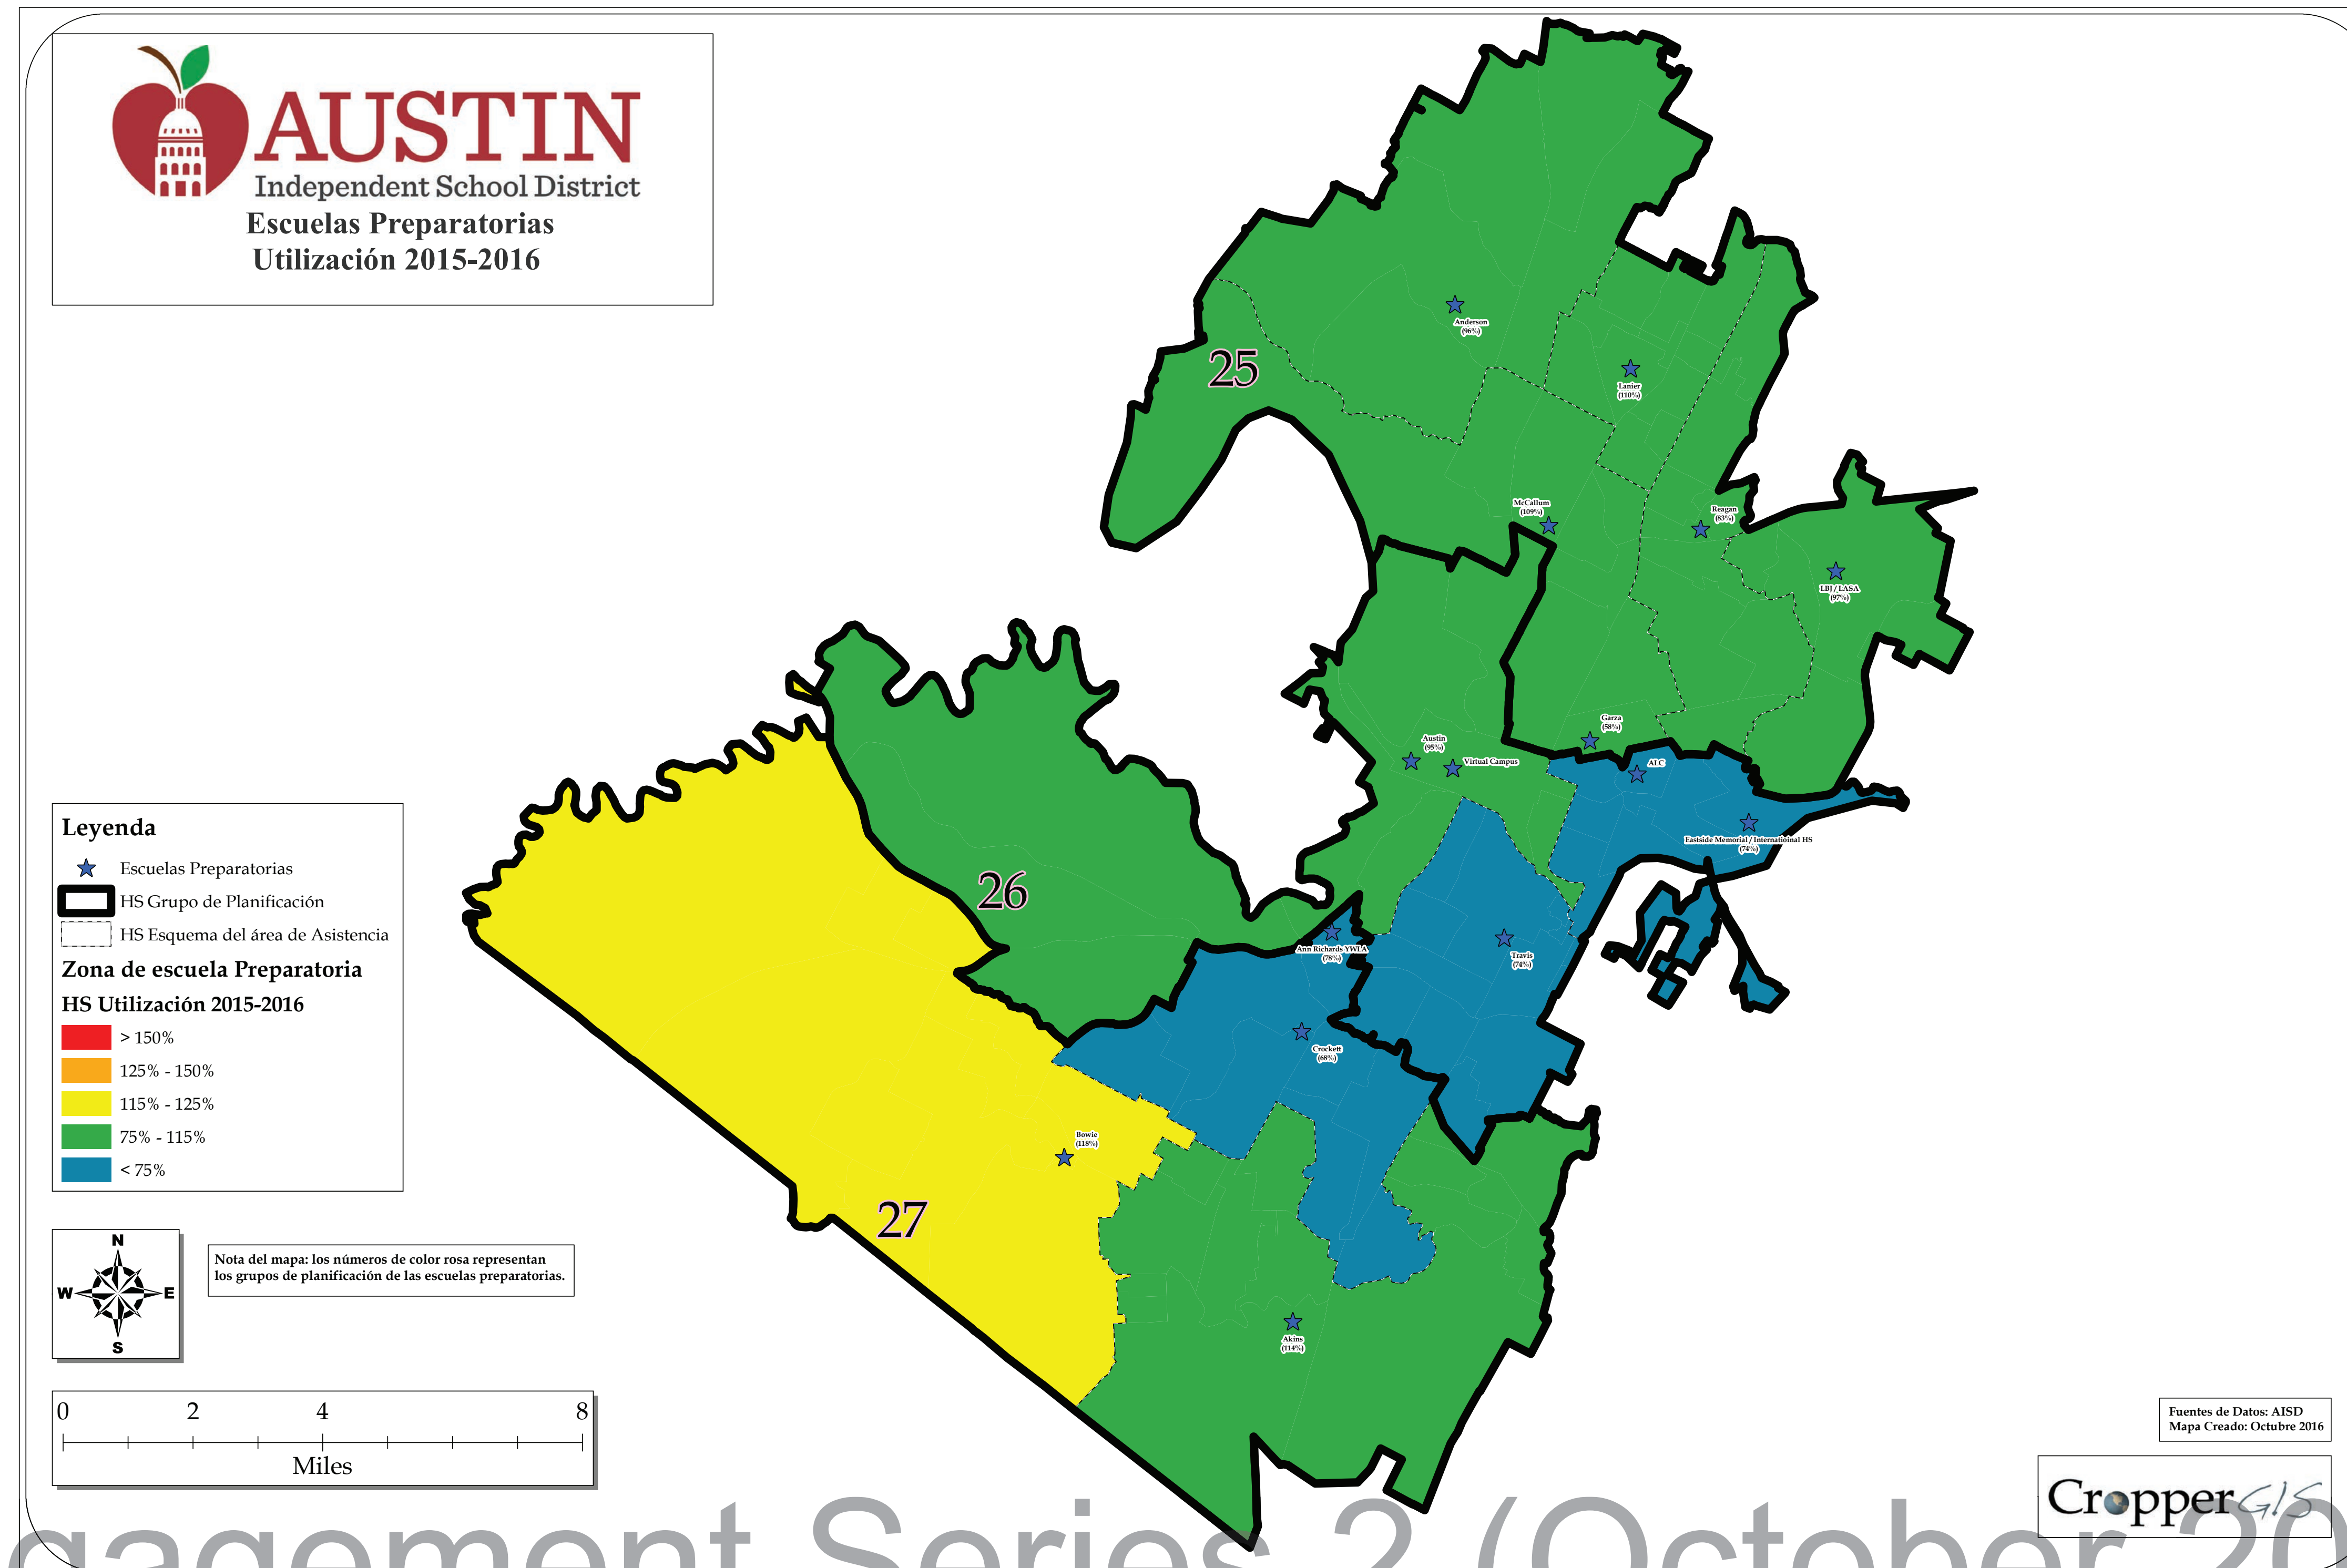 AUSTIN
Independent School District
Escuelas Preparatorias
Utilización 2015-2016
25
Anderson
(96%)
Lanier
(110%)
McCallum
(109%)
Reagan
(83%)
LBJ / LASA
(97%)
Garza
(58%)
Austin
(95%)
Virtual Campus
ALC
Eastside Memorial / Internatioinal HS
(74%)
26
Ann Richards YWLA
(78%)
Travis
(74%)
Crockett
(68%)
Bowie
(118%)
27
Akins
(114%)
Leyenda
Escuelas Preparatorias
HS Grupo de Planificación
HS Esquema del área de Asistencia
Zona de escuela Preparatoria
HS Utilización 2015-2016
> 150%
125% - 150%
115% - 125%
75% - 115%
< 75%
N
W E
S
Nota del mapa: los números de color rosa representan
los grupos de planificación de las escuelas preparatorias.
0 2 4 8
Miles
Fuentes de Datos: AISD
Mapa Creado: Octubre 2016
Cropper GIS
gagement Series 2 (October 20